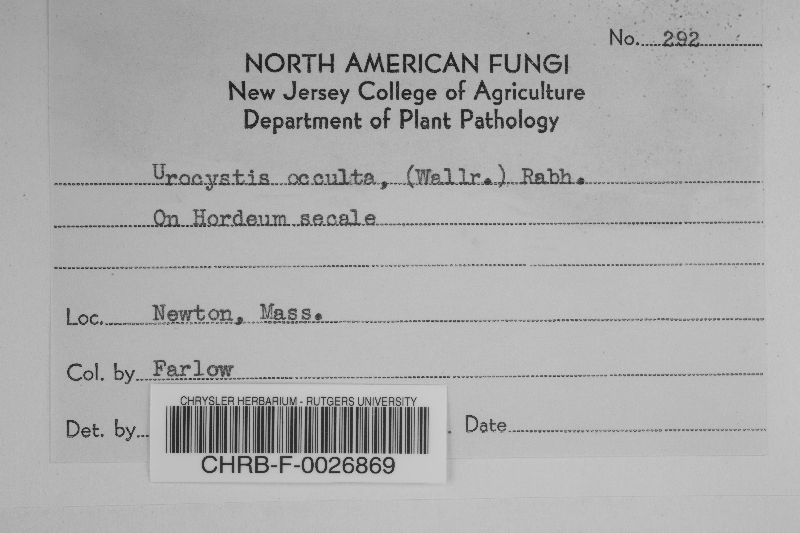 No. 292
NORTH AMERICAN FUNGI
New Jersey College of Agriculture
Department of Plant Pathology
Urocystis occulta, (Wallr.) Rabh.
On Hordeum secale
Loc. Newton, Mass.
Col. by Farlow
Det. by Date
CHRYSLER HERBARIUM - RUTGERS UNIVERSITY
CHRB-F-0026869